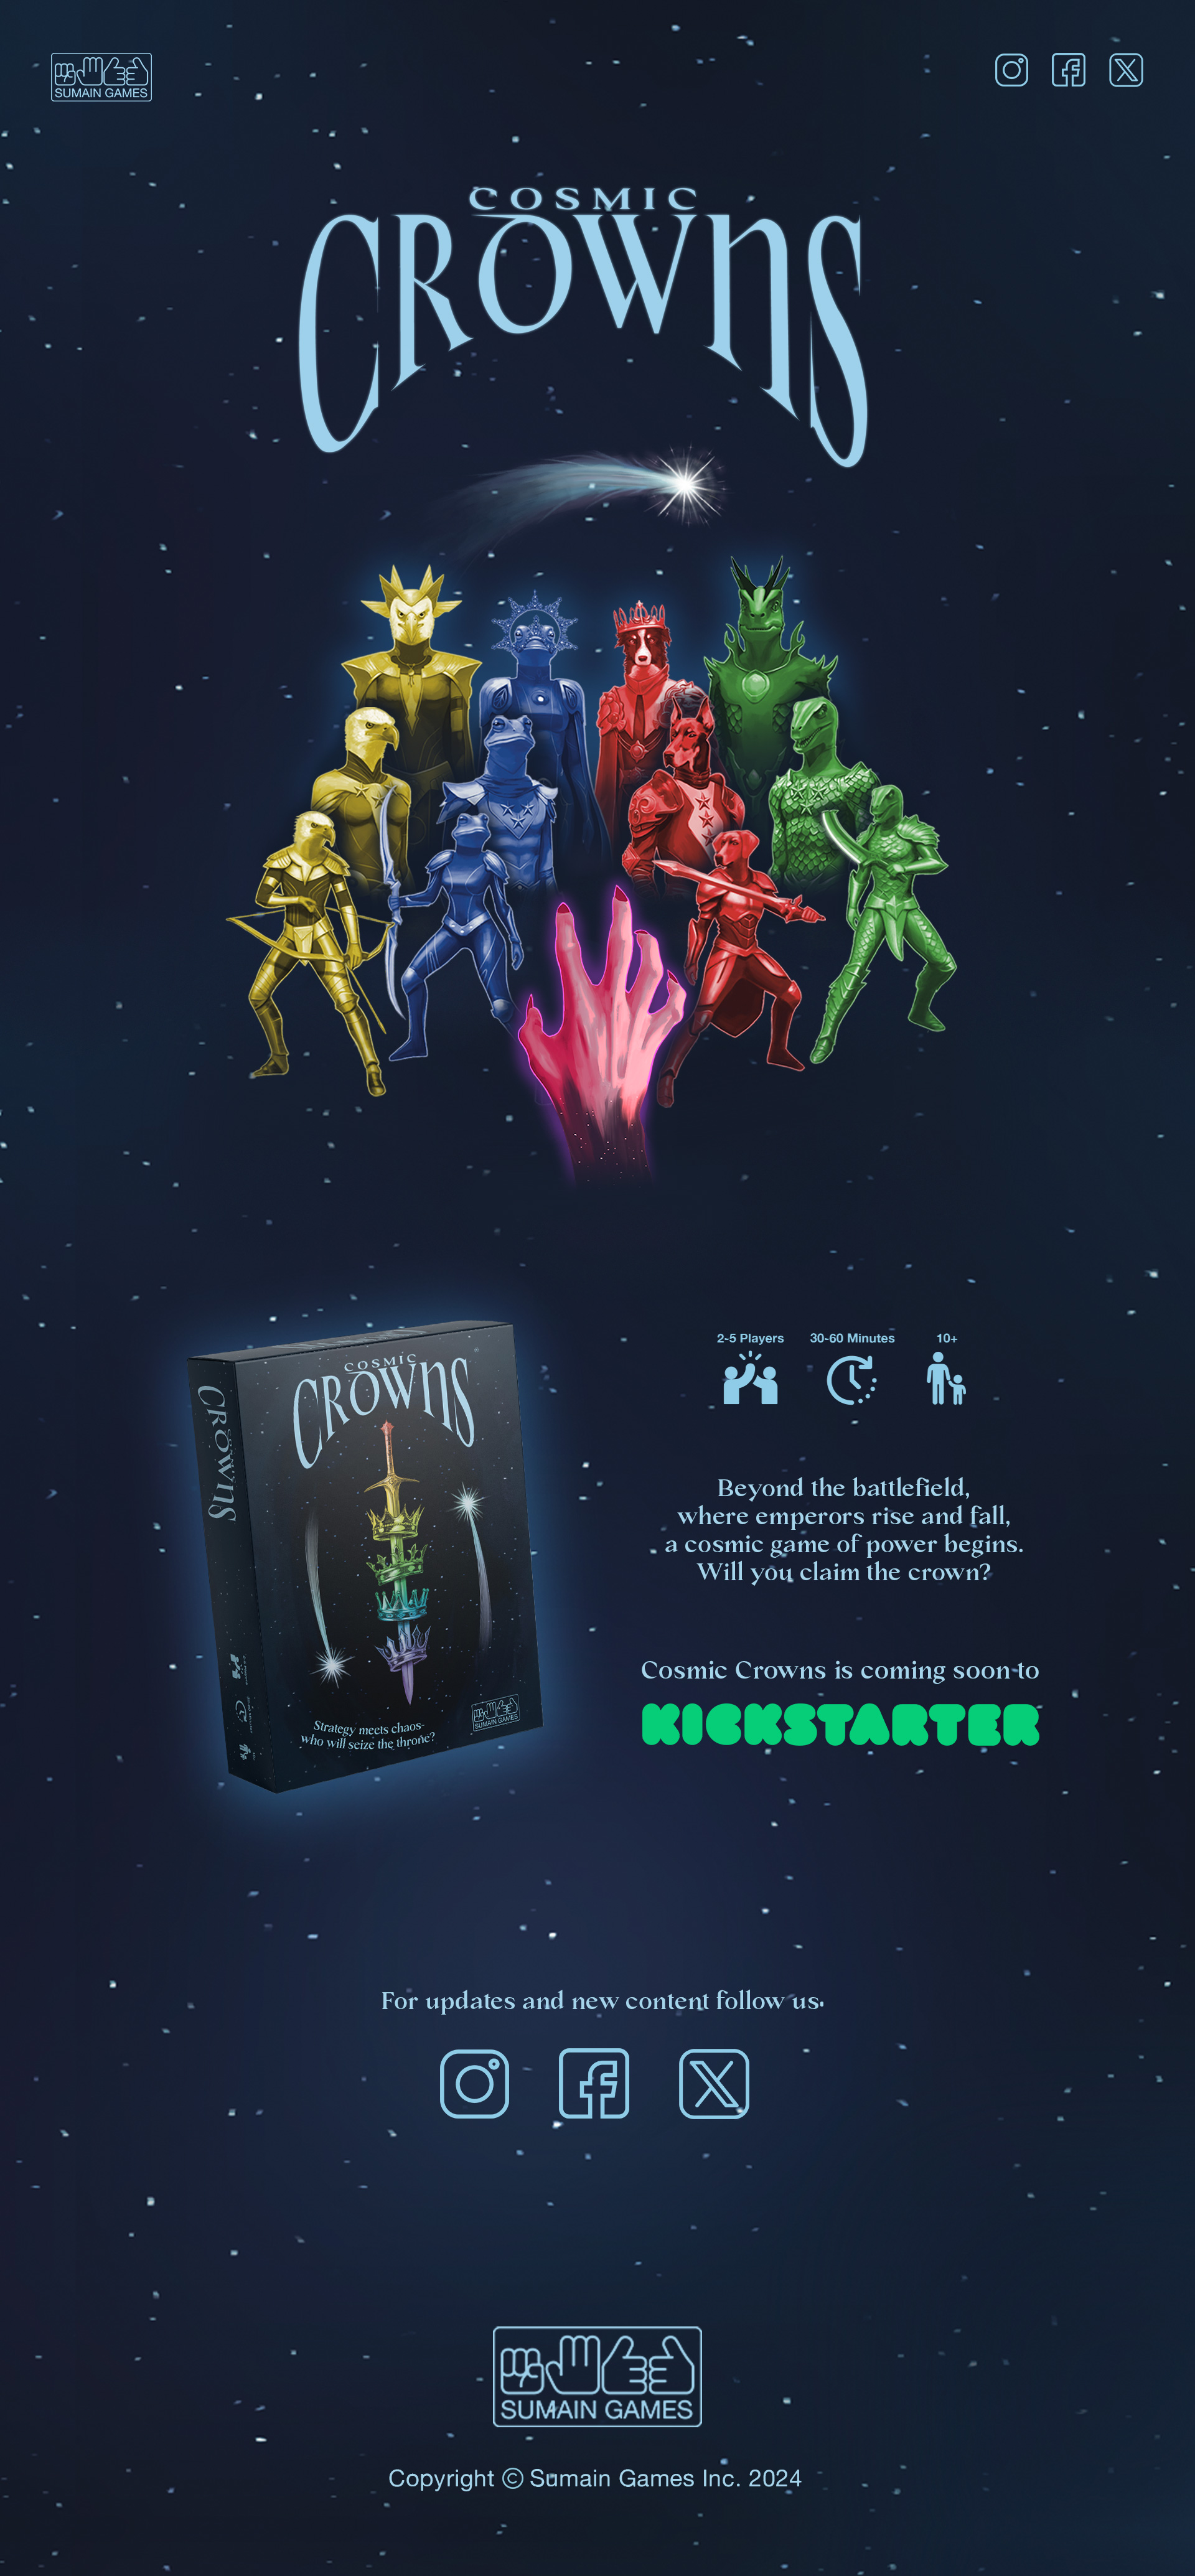 SUMAIN GAMES
COSMIC
CROWNS
COSMIC
CROWNS
CROWNS
Strategy meets chaos-
who will seize the throne?
SUMAIN GAMES
2-5 Players
30-60 Minutes
10+
Beyond the battlefield,
where emperors rise and fall,
a cosmic game of power begins.
Will you claim the crown?
Cosmic Crowns is coming soon to
KICKSTARTER
For updates and new content follow us
SUMAIN GAMES
Copyright © Sumain Games Inc. 2024